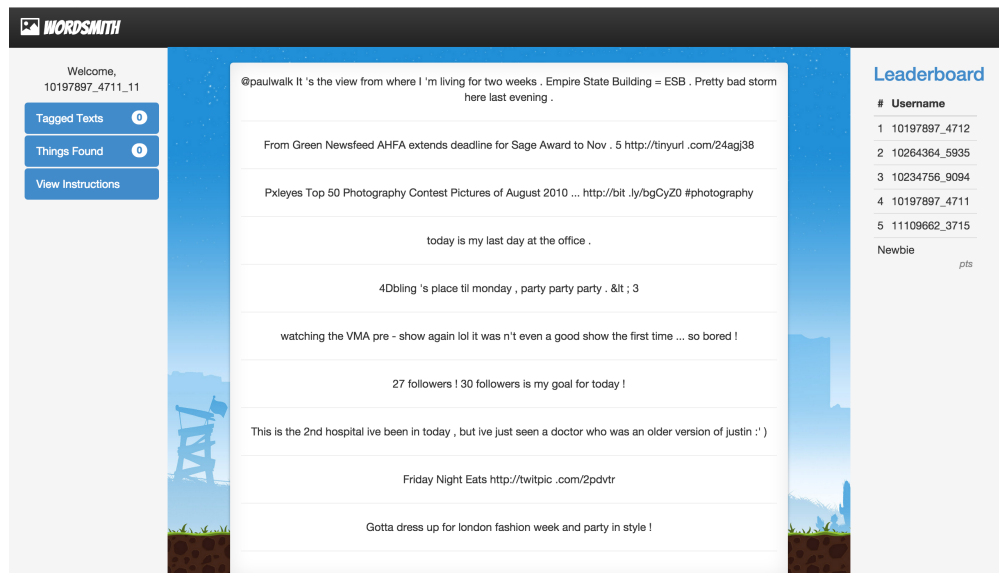 WORDSMITH
Welcome,
10197897_4711_11
Tagged Texts 0
Things Found 0
View Instructions
@paulwalk It 's the view from where I 'm living for two weeks . Empire State Building = ESB . Pretty bad storm
here last evening .
From Green Newsfeed AHFA extends deadline for Sage Award to Nov . 5 http://tinyurl .com/24agj38
Pxleyes Top 50 Photography Contest Pictures of August 2010 ... http://bit .ly/bgCyZ0 #photography
today is my last day at the office .
4Dbling 's place til monday , party party party . &lt ; 3
watching the VMA pre - show again lol it was n't even a good show the first time ... so bored !
27 followers ! 30 followers is my goal for today !
This is the 2nd hospital ive been in today , but ive just seen a doctor who was an older version of justin :' )
Friday Night Eats http://twitpic .com/2pdvtr
Gotta dress up for london fashion week and party in style !
Leaderboard
# Username
1 10197897_4712
2 10264364_5935
3 10234756_9094
4 10197897_4711
5 11109662_3715
Newbie
pts